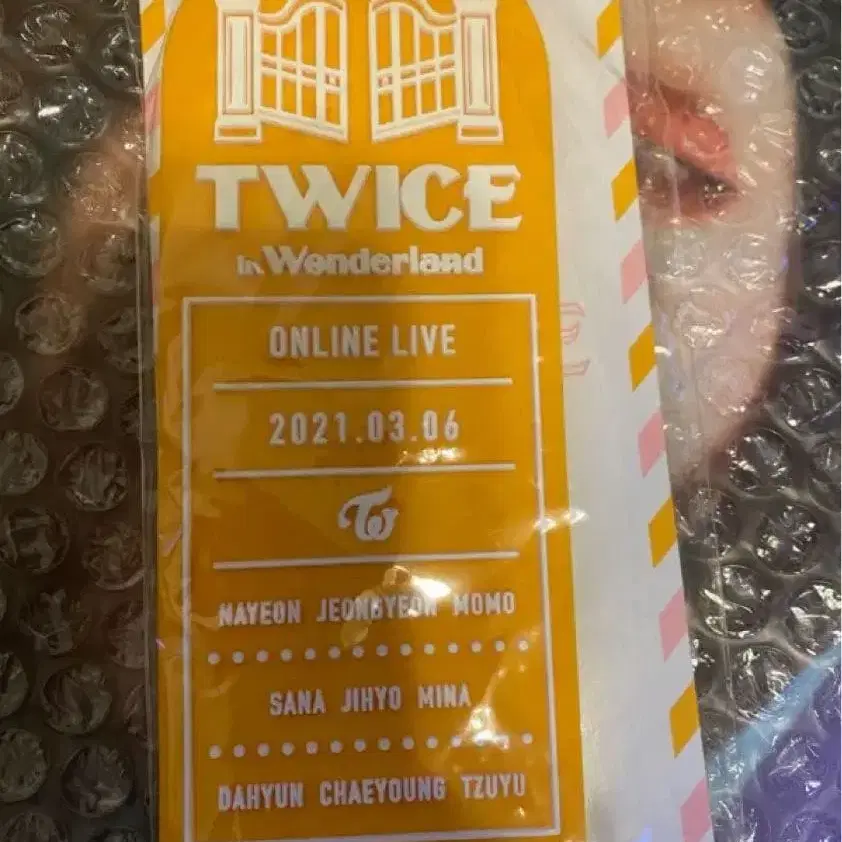 TWICE
in Wonderland
ONLINE LIVE
2021.03.06
NAYEON JEONGYEON MOMO
SANA JIHYO MINA
DAHYUN CHAEYOUNG TZUYU